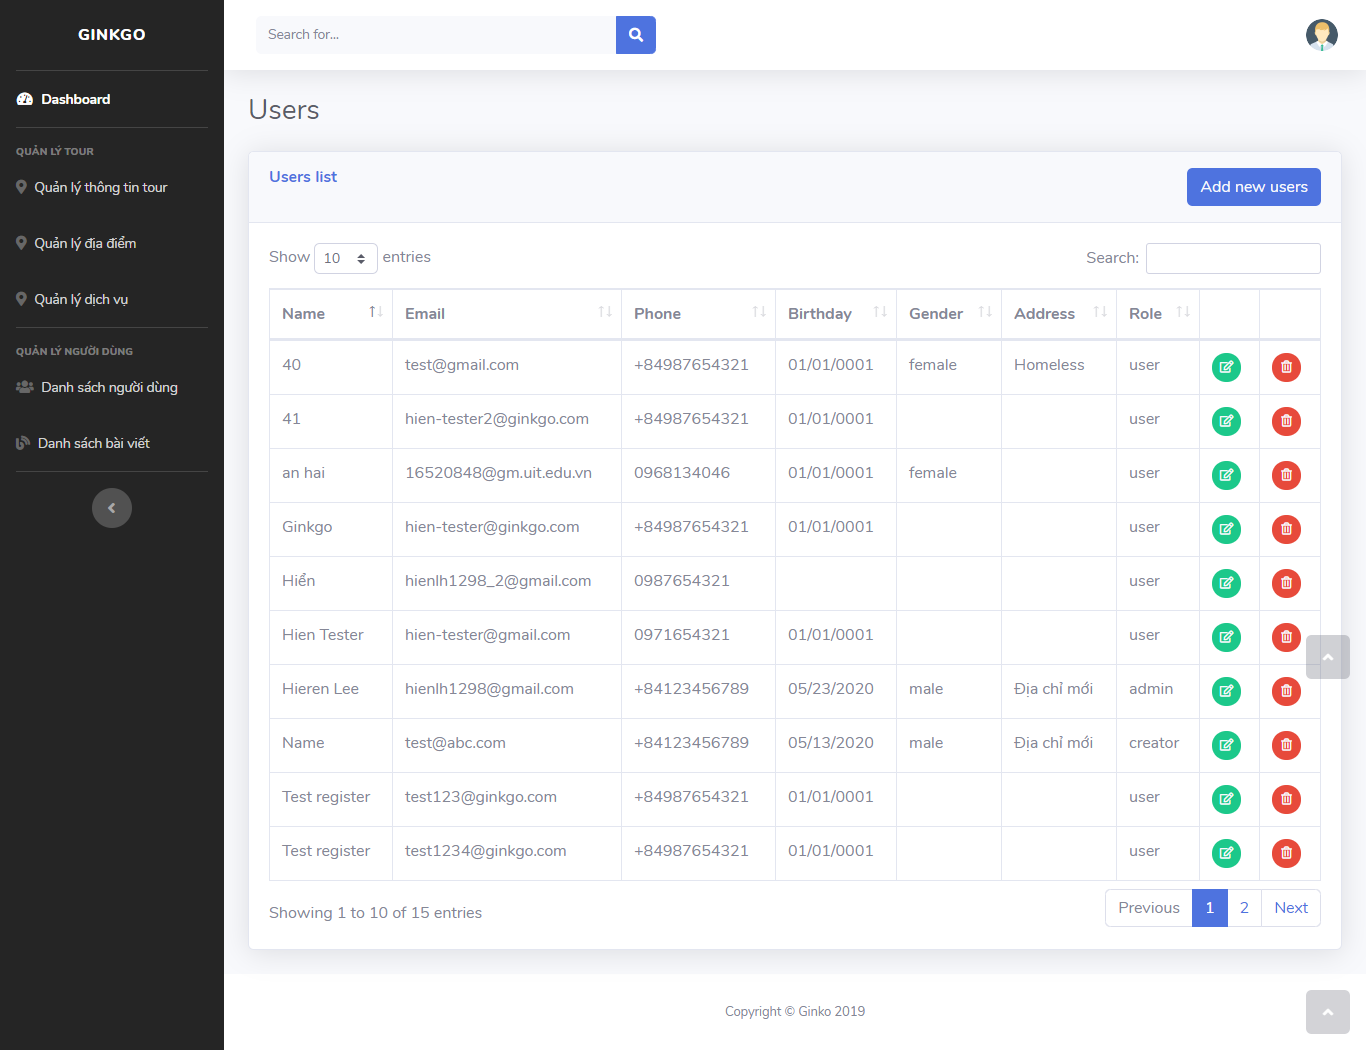 GINKGO
Search for...
Dashboard
QUẢN LÝ TOUR
Quản lý thông tin tour
Quản lý địa điểm
Quản lý dịch vụ
QUẢN LÝ NGƯỜI DÙNG
Danh sách người dùng
Danh sách bài viết
Users
Users list
Add new users
Show 10 entries
Search:
Name Email Phone Birthday Gender Address Role
40 test@gmail.com +84987654321 01/01/0001 female Homeless user
41 hien-tester2@ginkgo.com +84987654321 01/01/0001 user
an hai 16520848@gm.uit.edu.vn 0968134046 01/01/0001 female user
Ginkgo hien-tester@ginkgo.com +84987654321 01/01/0001 user
Hiển hienlh1298_2@gmail.com 0987654321 user
Hien Tester hien-tester@gmail.com 0971654321 01/01/0001 user
Hieren Lee hienlh1298@gmail.com +84123456789 05/23/2020 male Địa chỉ mới admin
Name test@abc.com +84123456789 05/13/2020 male Địa chỉ mới creator
Test register test123@ginkgo.com +84987654321 01/01/0001 user
Test register test1234@ginkgo.com +84987654321 01/01/0001 user
Showing 1 to 10 of 15 entries
Previous 1 2 Next
Copyright © Ginko 2019